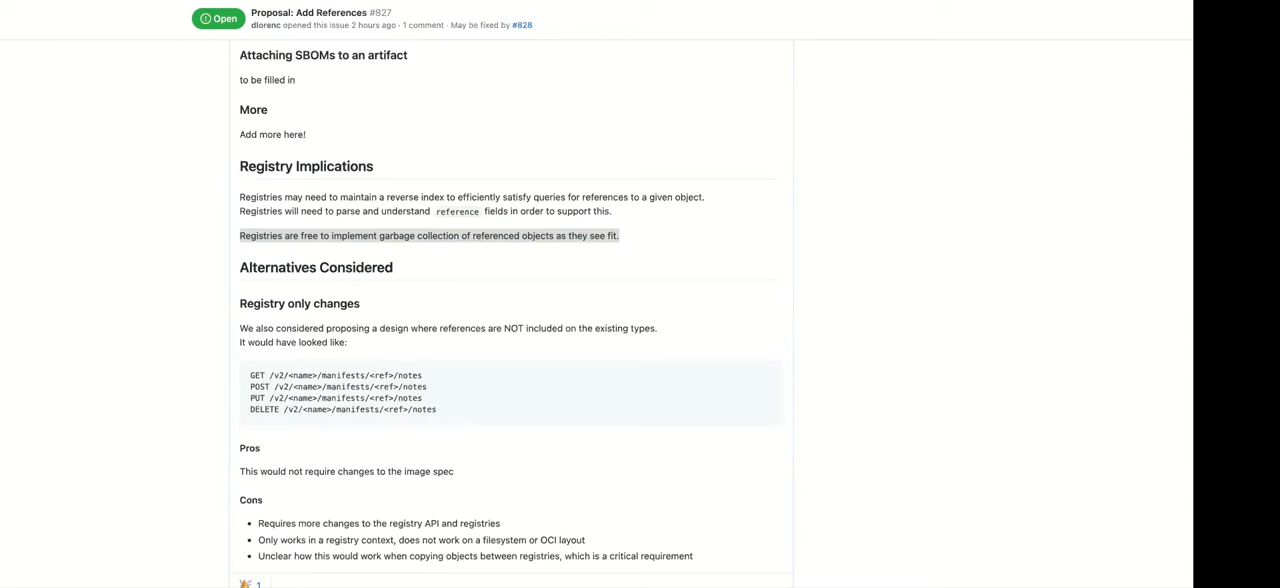 Open
Proposal: Add References #827
dlorenc opened this issue 2 hours ago · 1 comment · May be fixed by #828
Attaching SBOMs to an artifact
to be filled in
More
Add more here!
Registry Implications
Registries may need to maintain a reverse index to efficiently satisfy queries for references to a given object.
Registries will need to parse and understand reference fields in order to support this.
Registries are free to implement garbage collection of referenced objects as they see fit.
Alternatives Considered
Registry only changes
We also considered proposing a design where references are NOT included on the existing types.
It would have looked like:
GET /v2/<name>/manifests/<ref>/notes
POST /v2/<name>/manifests/<ref>/notes
PUT /v2/<name>/manifests/<ref>/notes
DELETE /v2/<name>/manifests/<ref>/notes
Pros
This would not require changes to the image spec
Cons
• Requires more changes to the registry API and registries
• Only works in a registry context, does not work on a filesystem or OCI layout
• Unclear how this would work when copying objects between registries, which is a critical requirement
1